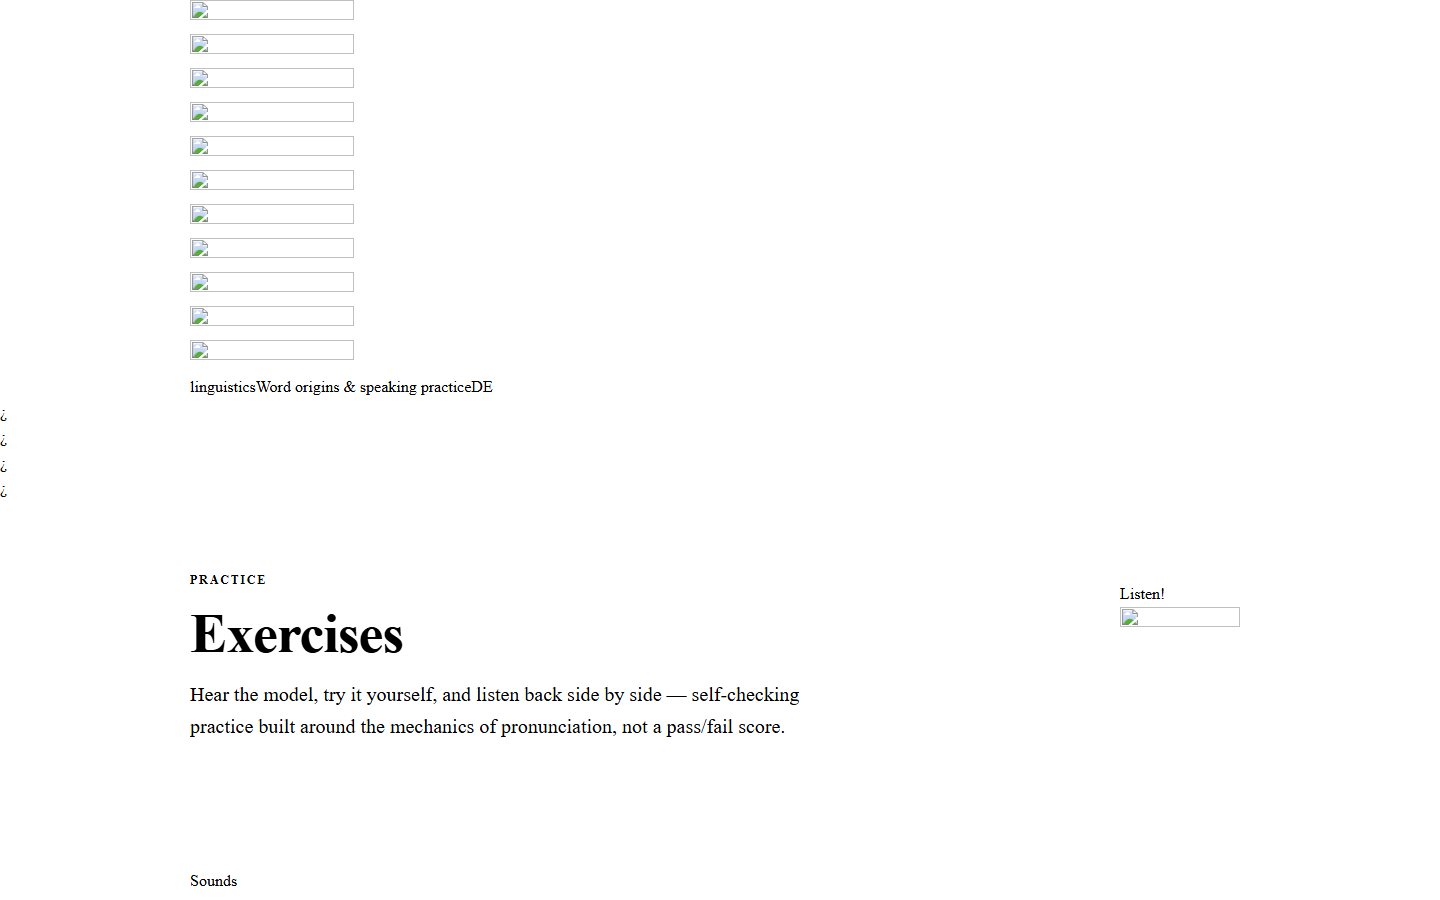 linguisticsWord origins & speaking practiceDE
¿
¿
¿
¿
PRACTICE
Exercises
Hear the model, try it yourself, and listen back side by side — self-checking
practice built around the mechanics of pronunciation, not a pass/fail score.
Listen!
Sounds